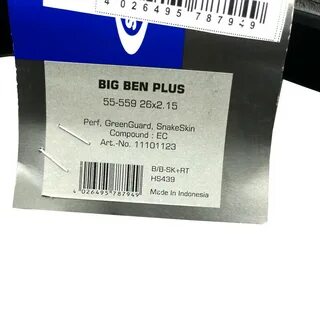 4 026495 787949
BIG BEN PLUS
55-559 26x2.15
Perf, GreenGuard, SnakeSkin
Compound : EC
Art.-No. 11101123
B/B-SK+RT
HS439
4 026495 787949
Made In Indonesia